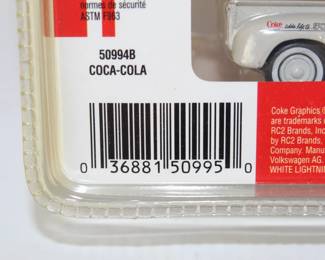 normes de sécurité
ASTM F963
50994B
COCA-COLA
Coke
0 36881 50995 0
Coke Graphics
are trademarks
RC2 Brands, Inc
by RC2 Brands,
Company. Manu
Volkswagen AG.
WHITE LIGHTNIN